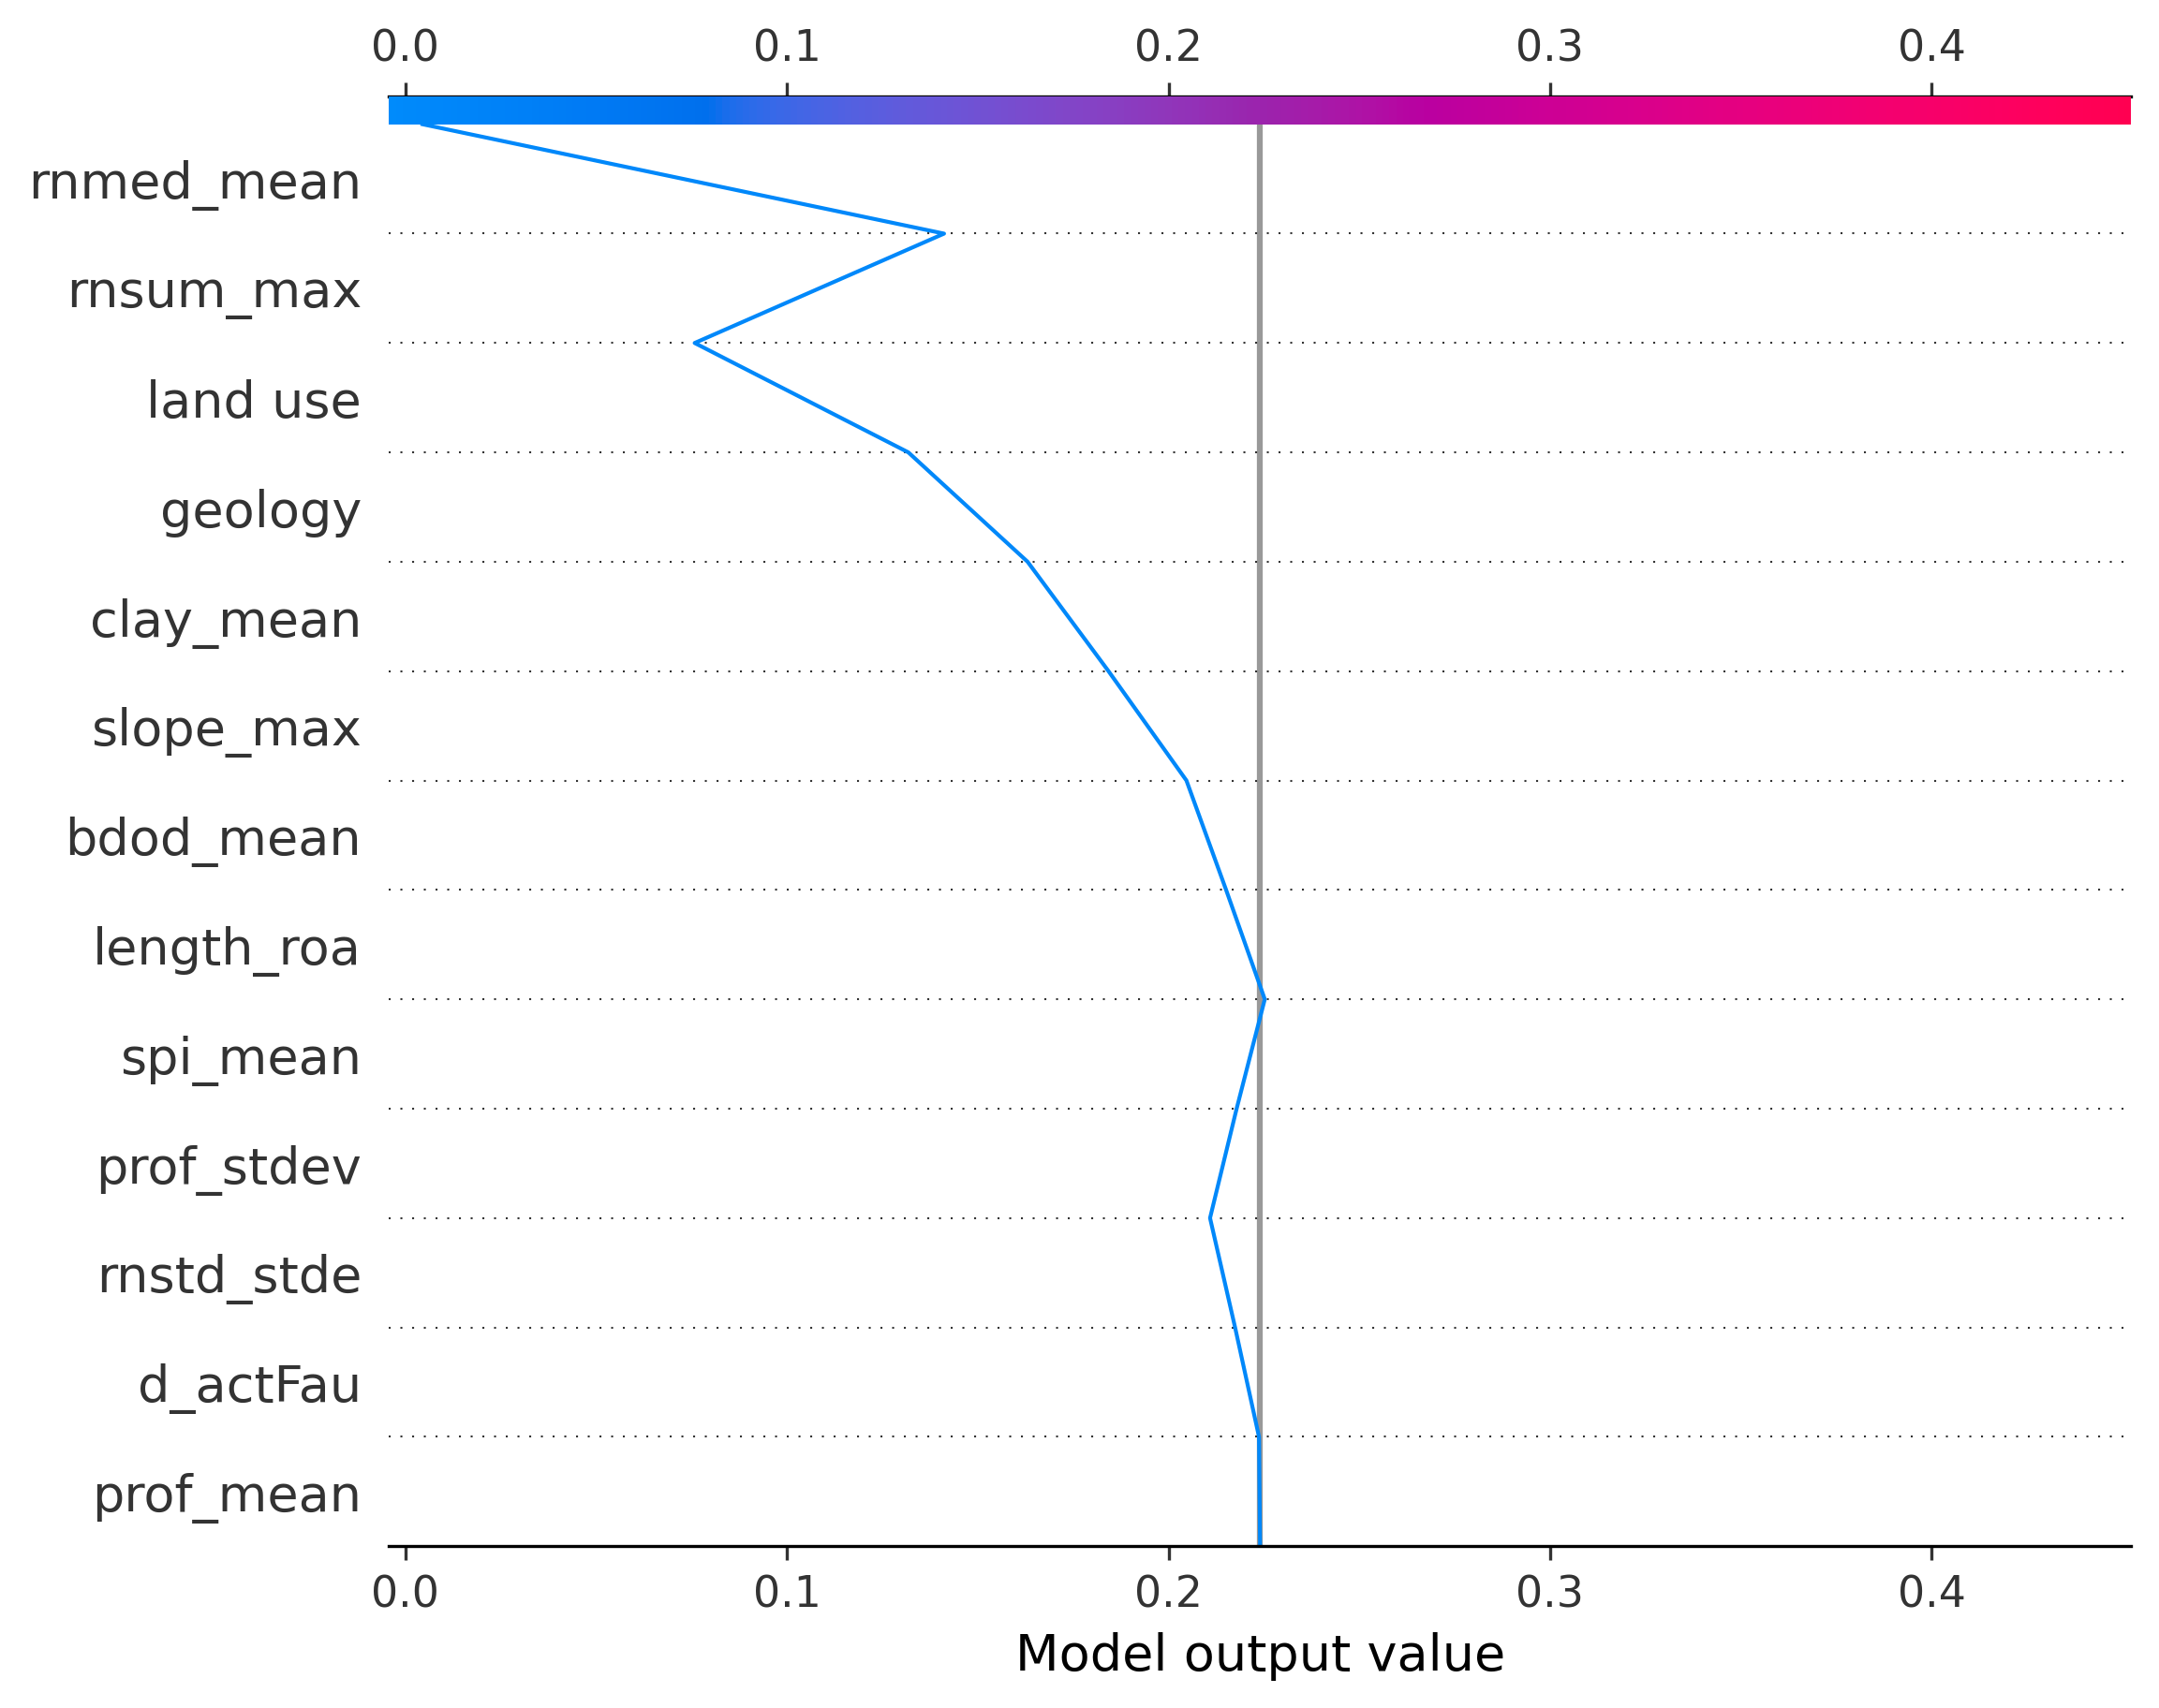 0.0 0.1 0.2 0.3 0.4
rnmed_mean
rnsum_max
land use
geology
clay_mean
slope_max
bdod_mean
length_roa
spi_mean
prof_stdev
rnstd_stde
d_actFau
prof_mean
0.0 0.1 0.2 0.3 0.4
Model output value